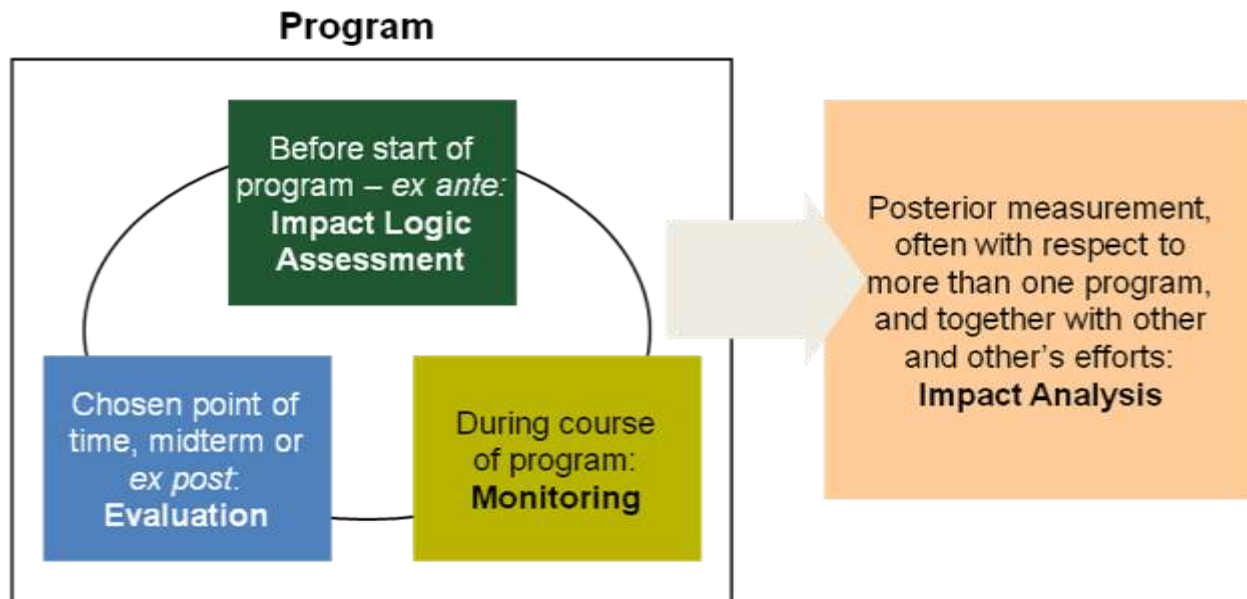 Program
Before start of
program – ex ante:
Impact Logic
Assessment
Chosen point of
time, midterm or
ex post:
Evaluation
During course
of program:
Monitoring
Posterior measurement,
often with respect to
more than one program,
and together with other
and other’s efforts:
Impact Analysis